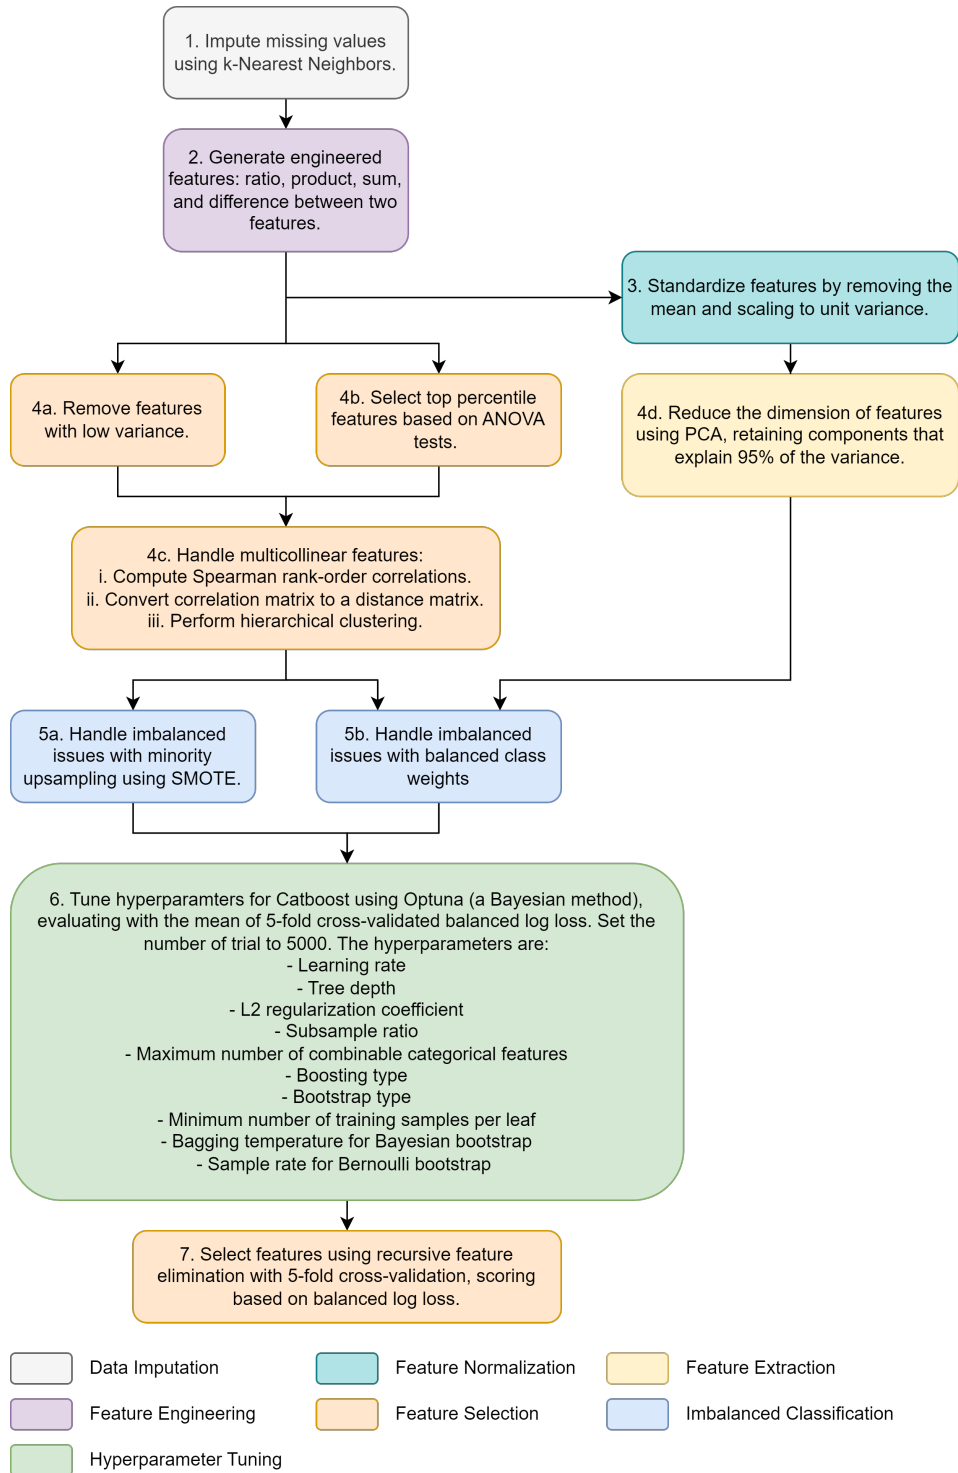 1. Impute missing values
using k-Nearest Neighbors.
2. Generate engineered
features: ratio, product, sum,
and difference between two
features.
3. Standardize features by removing the
mean and scaling to unit variance.
4a. Remove features
with low variance.
4b. Select top percentile
features based on ANOVA
tests.
4d. Reduce the dimension of features
using PCA, retaining components that
explain 95% of the variance.
4c. Handle multicollinear features:
i. Compute Spearman rank-order correlations.
ii. Convert correlation matrix to a distance matrix.
iii. Perform hierarchical clustering.
5a. Handle imbalanced
issues with minority
upsampling using SMOTE.
5b. Handle imbalanced
issues with balanced class
weights
6. Tune hyperparamters for Catboost using Optuna (a Bayesian method),
evaluating with the mean of 5-fold cross-validated balanced log loss. Set the
number of trial to 5000. The hyperparameters are:
- Learning rate
- Tree depth
- L2 regularization coefficient
- Subsample ratio
- Maximum number of combinable categorical features
- Boosting type
- Bootstrap type
- Minimum number of training samples per leaf
- Bagging temperature for Bayesian bootstrap
- Sample rate for Bernoulli bootstrap
7. Select features using recursive feature
elimination with 5-fold cross-validation, scoring
based on balanced log loss.
Data Imputation
Feature Normalization
Feature Extraction
Feature Engineering
Feature Selection
Imbalanced Classification
Hyperparameter Tuning